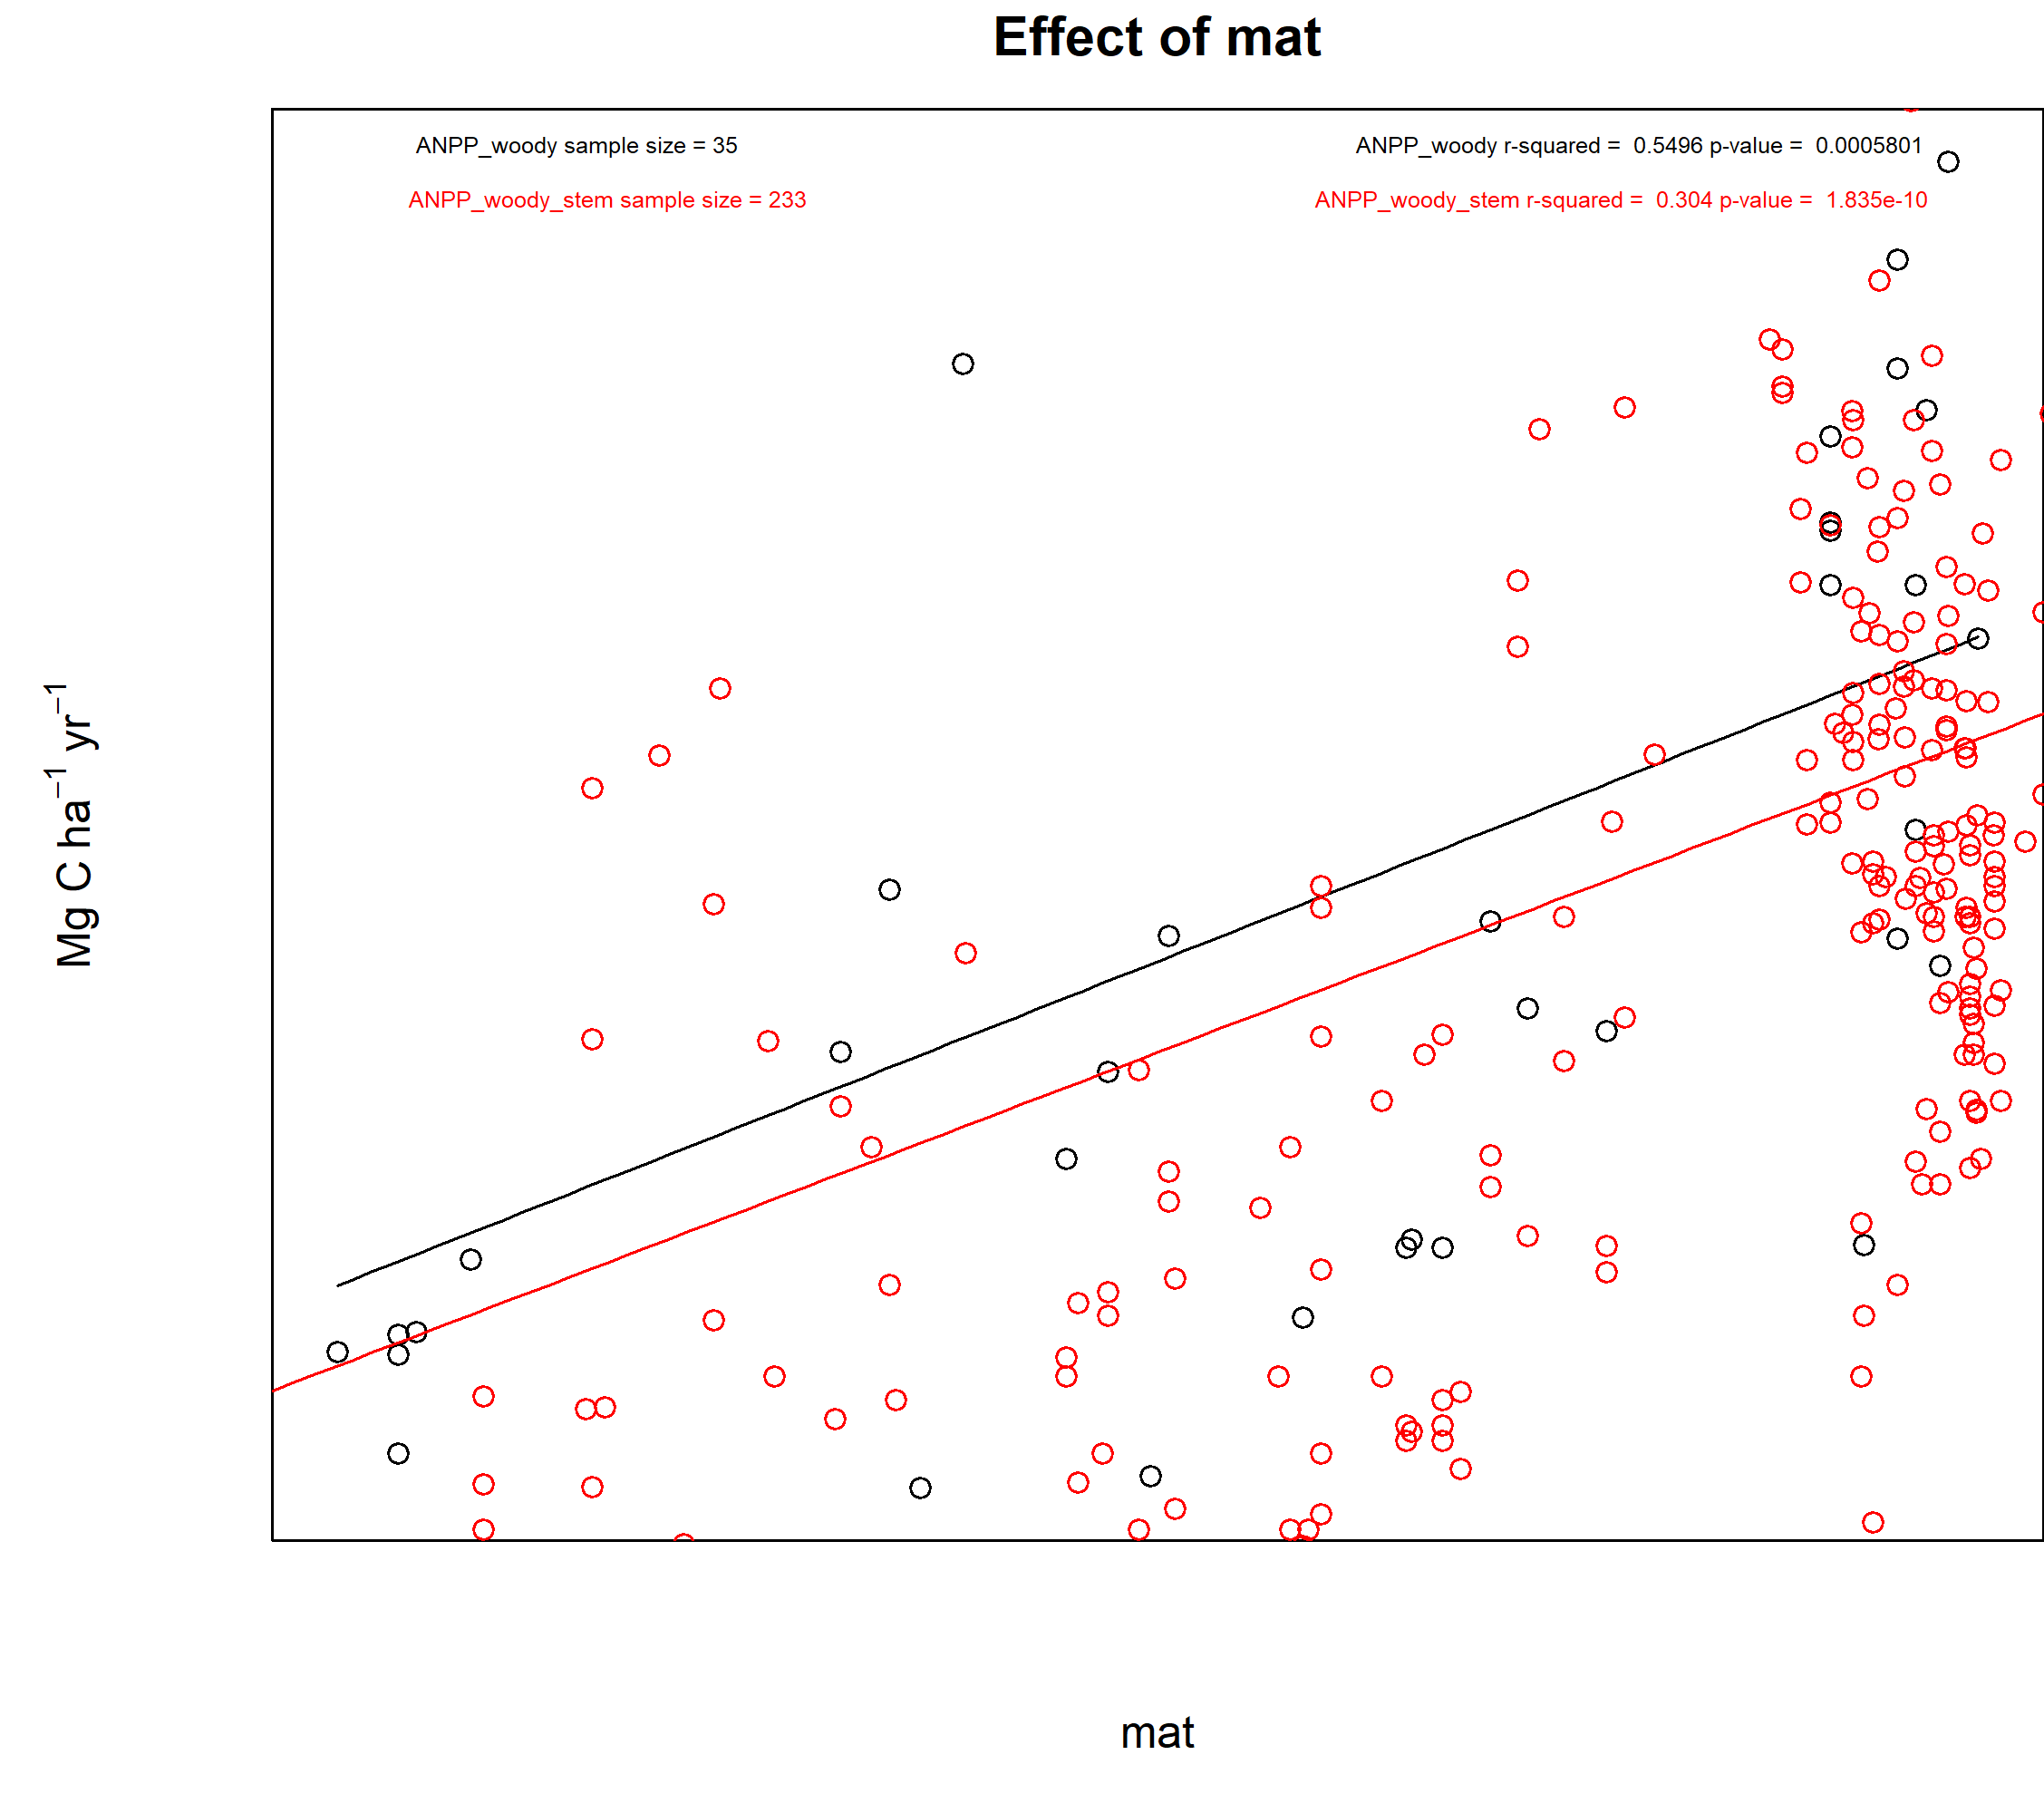 Effect of mat
ANPP_woody sample size = 35
ANPP_woody r-squared = 0.5496 p-value = 0.0005801
ANPP_woody_stem sample size = 233
ANPP_woody_stem r-squared = 0.304 p-value = 1.835e-10
Mg C ha⁻¹ yr⁻¹
mat